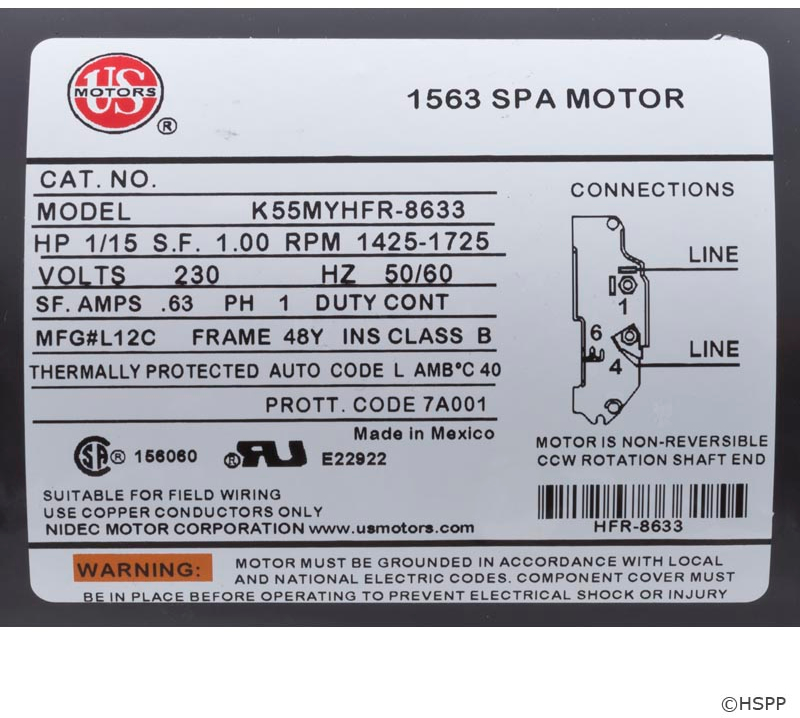 US
MOTORS
®
1563 SPA MOTOR
CAT. NO.
MODEL K55MYHFR-8633
HP 1/15 S.F. 1.00 RPM 1425-1725
VOLTS 230 HZ 50/60
SF. AMPS .63 PH 1 DUTY CONT
MFG#L12C FRAME 48Y INS CLASS B
THERMALLY PROTECTED AUTO CODE L AMB°C 40
PROTT. CODE 7A001
Made in Mexico
SA ® 156060 ® RU E22922
SUITABLE FOR FIELD WIRING
USE COPPER CONDUCTORS ONLY
NIDEC MOTOR CORPORATION www.usmotors.com
CONNECTIONS
LINE
1
6
4
LINE
MOTOR IS NON-REVERSIBLE
CCW ROTATION SHAFT END
HFR-8633
WARNING: MOTOR MUST BE GROUNDED IN ACCORDANCE WITH LOCAL
AND NATIONAL ELECTRIC CODES. COMPONENT COVER MUST
BE IN PLACE BEFORE OPERATING TO PREVENT ELECTRICAL SHOCK OR INJURY
©HSPP